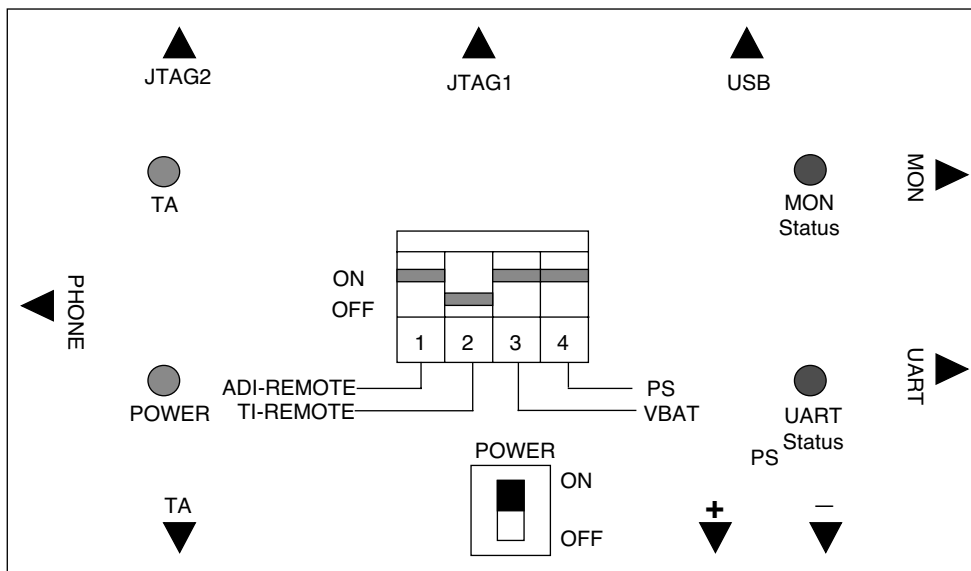 JTAG2
JTAG1
USB
TA
MON
Status
MON
PHONE
ON
OFF
1 2 3 4
ADI-REMOTE
TI-REMOTE
PS
VBAT
POWER
UART
Status
UART
PS
POWER
ON
OFF
TA
+
–